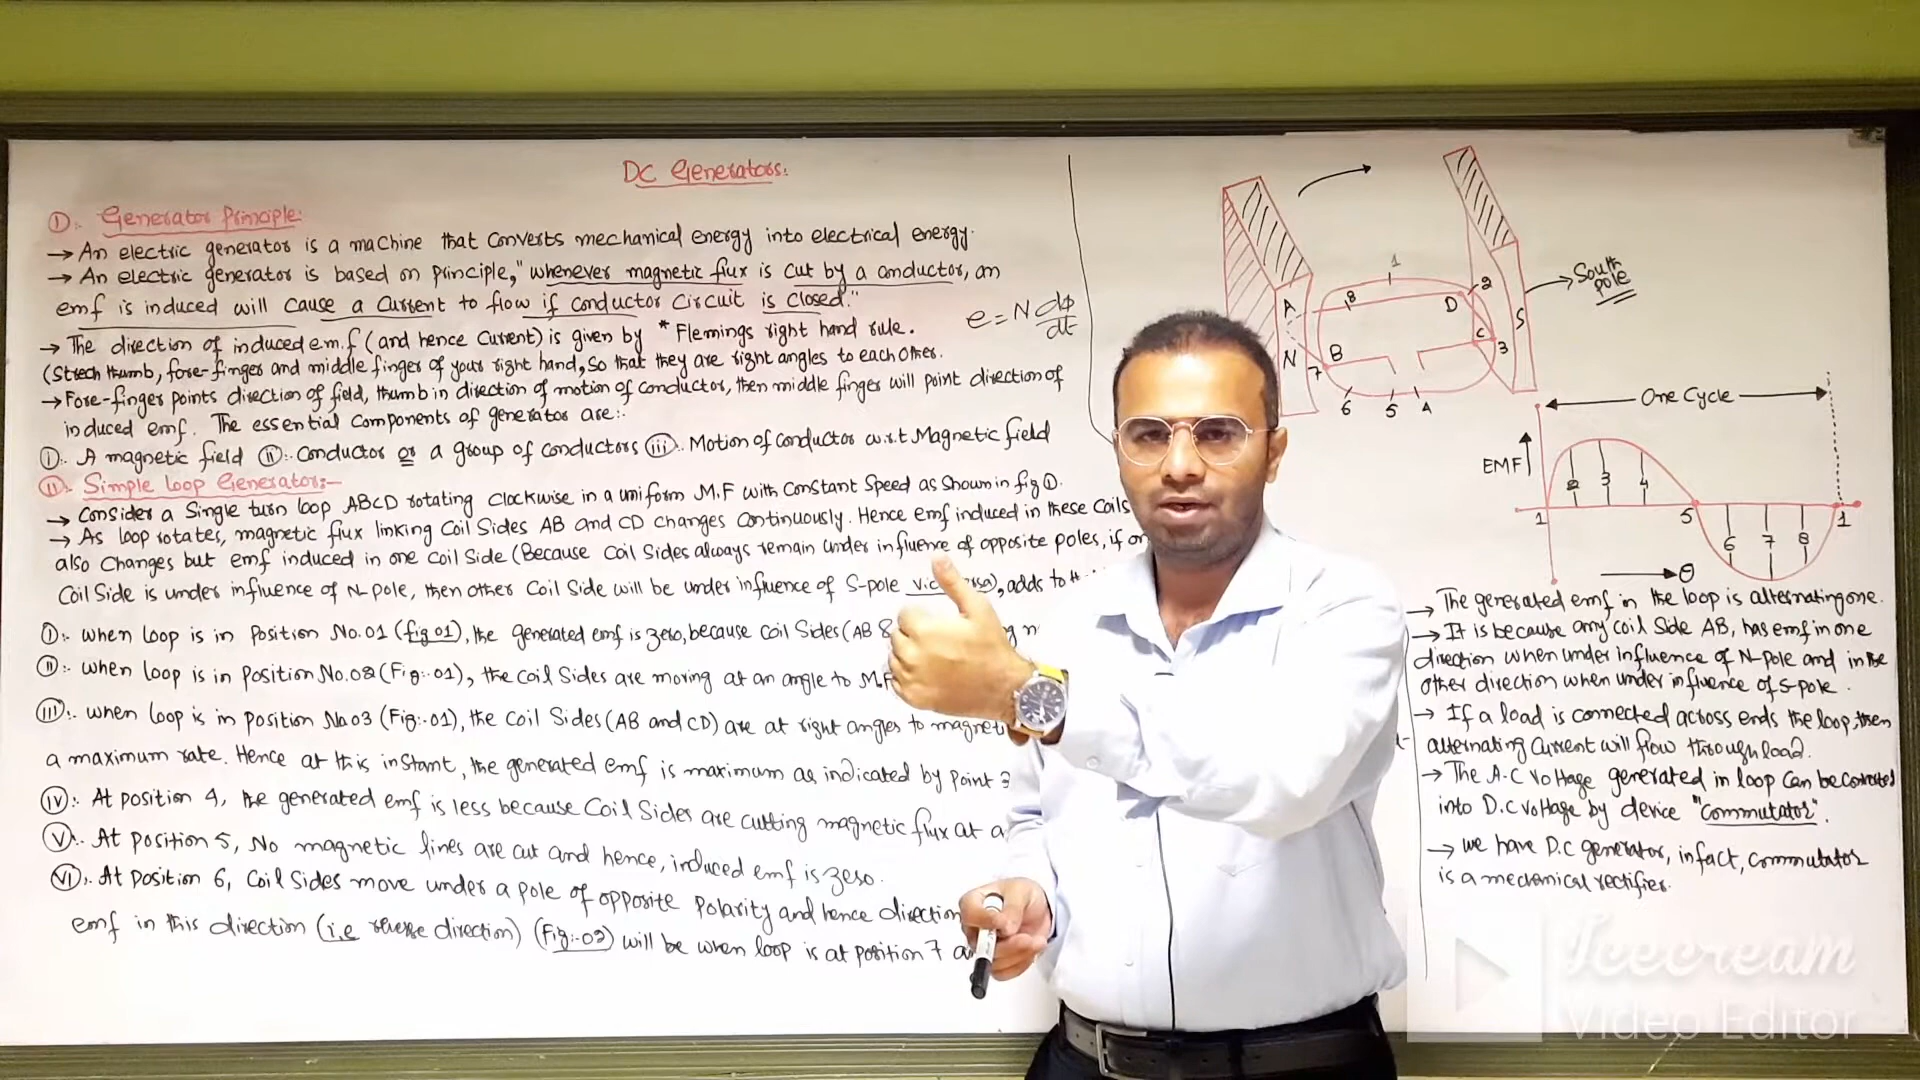 DC Generators:
I:- Generator Principle:
→ An electric generator is a machine that converts mechanical energy into electrical energy.
→ An electric generator is based on principle, "whenever magnetic flux is cut by a conductor, an
emf is induced will cause a current to flow if conductor circuit is closed."
→ The direction of induced e.m.f (and hence current) is given by * Flemings right hand rule.
(Strech thumb, fore-finger and middle finger of your right hand, so that they are right angles to each other.
→ Fore-finger points direction of field, thumb in direction of motion of conductor, then middle finger will point direction of
induced emf. The essential components of generator are:-
i:- A magnetic field ii:- Conductor or a group of conductors iii:- Motion of conductor w.r.t Magnetic field
II:- Simple Loop Generator:-
→ Consider a single turn loop ABCD rotating clockwise in a uniform M.F with constant speed as shown in fig 1.
→ As loop rotates, magnetic flux linking coil sides AB and CD changes continuously. Hence emf induced in these coils
also changes but emf induced in one coil side (Because coil sides always remain under influence of opposite poles, if
coil side is under influence of N-pole, then other coil side will be under influence of S-pole adds to
I:- when loop is in position No.01 (fig 01), the generated emf is zero, because coil sides (AB &
II:- when loop is in position No.02 (Fig:-01), the coil sides are moving at an angle to M.F
III:- when loop is in position No 03 (Fig:-01), the coil sides (AB and CD) are at right angles to
a maximum rate. Hence at this instant, the generated emf is maximum as indicated by point 3
IV:- At position 4, the generated emf is less because coil sides are cutting magnetic flux at a
V:- At position 5, No magnetic lines are cut and hence, induced emf is zero.
VI:- At position 6, coil sides move under a pole of opposite polarity and hence direction
emf in this direction (i.e reverse direction) (Fig:-02) will be when loop is at position 7
e = N dφ/dt
A
N
B
D
C
S
1
2
3
4
5
6
7
8
South
pole
One Cycle
EMF
1 2 3 4 5 6 7 8 1
θ
→ The generated emf in the loop is alternating one.
→ It is because any coil side AB, has emf in one
direction when under influence of N-pole and in the
other direction when under influence of S-pole.
→ If a load is connected across ends the loop, then
alternating current will flow through load.
→ The A.C voltage generated in loop can be converted
into D.C voltage by device "Commutator".
→ we have D.C generator, infact, commutator
is a mechanical rectifier.
Icecream
Video Editor